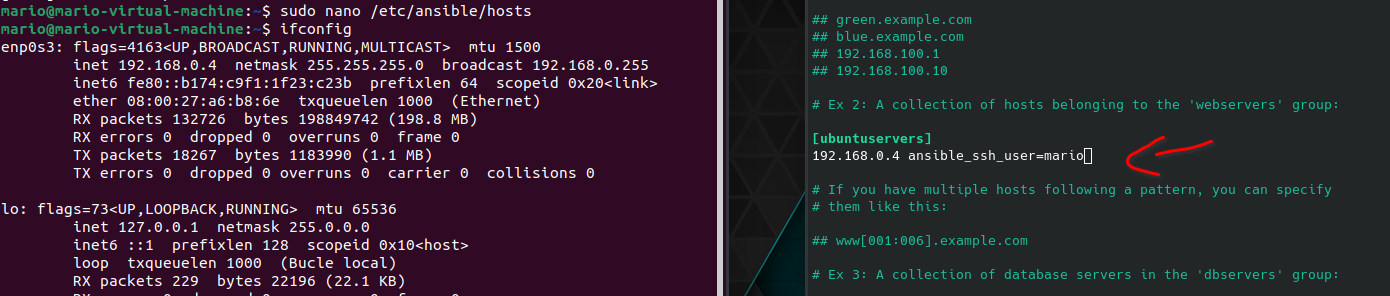 mario@mario-virtual-machine:~$ sudo nano /etc/ansible/hosts
mario@mario-virtual-machine:~$ ifconfig
enp0s3: flags=4163<UP,BROADCAST,RUNNING,MULTICAST>  mtu 1500
        inet 192.168.0.4  netmask 255.255.255.0  broadcast 192.168.0.255
        inet6 fe80::b174:c9f1:1f23:c23b  prefixlen 64  scopeid 0x20<link>
        ether 08:00:27:a6:b8:6e  txqueuelen 1000  (Ethernet)
        RX packets 132726  bytes 198849742 (198.8 MB)
        RX errors 0  dropped 0  overruns 0  frame 0
        TX packets 18267  bytes 1183990 (1.1 MB)
        TX errors 0  dropped 0 overruns 0  carrier 0  collisions 0

lo: flags=73<UP,LOOPBACK,RUNNING>  mtu 65536
        inet 127.0.0.1  netmask 255.0.0.0
        inet6 ::1  prefixlen 128  scopeid 0x10<host>
        loop  txqueuelen 1000  (Bucle local)
        RX packets 229  bytes 22196 (22.1 KB)

## green.example.com
## blue.example.com
## 192.168.100.1
## 192.168.100.10

# Ex 2: A collection of hosts belonging to the 'webservers' group:

[ubuntuservers]
192.168.0.4 ansible_ssh_user=mario

# If you have multiple hosts following a pattern, you can specify
# them like this:

## www[001:006].example.com

# Ex 3: A collection of database servers in the 'dbservers' group: